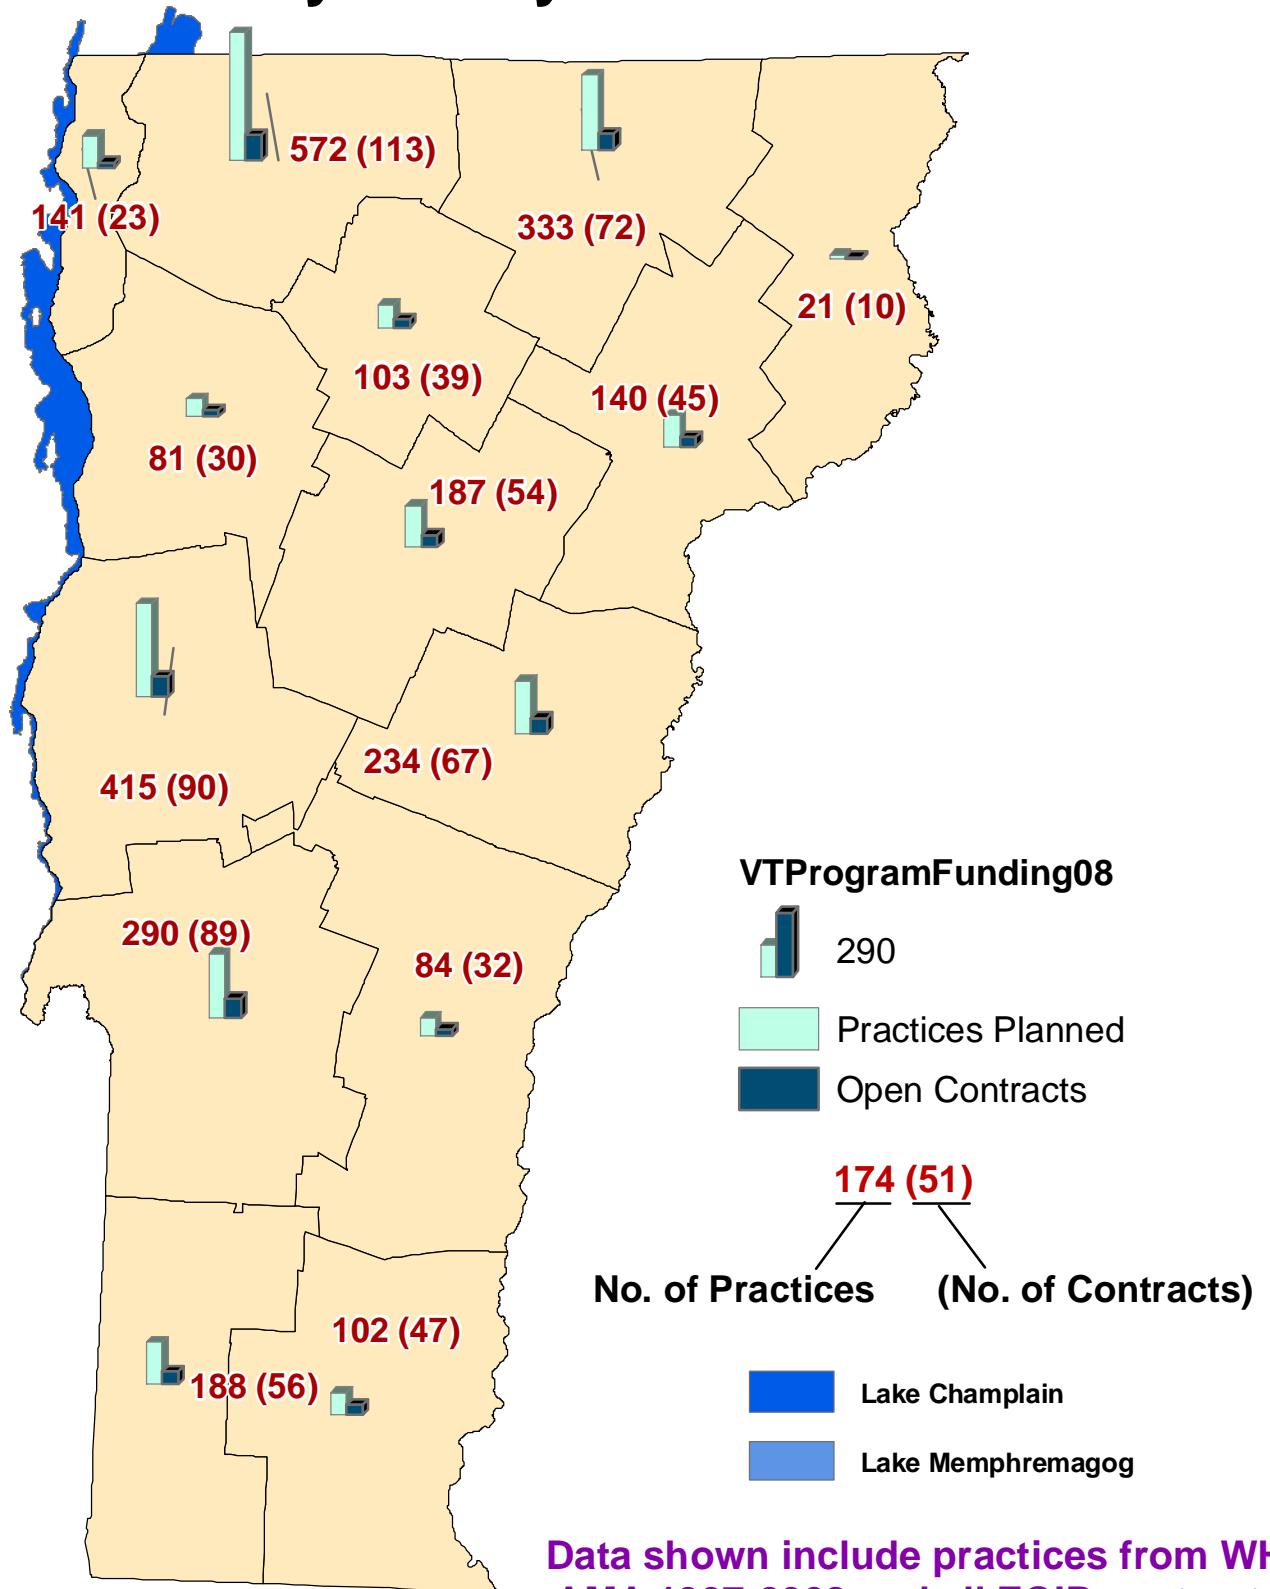 572 (113)
141 (23)
333 (72)
21 (10)
103 (39)
140 (45)
81 (30)
187 (54)
234 (67)
415 (90)
290 (89)
84 (32)
102 (47)
188 (56)
VTProgramFunding08
290
Practices Planned
Open Contracts
174 (51)
No. of Practices (No. of Contracts)
Lake Champlain
Lake Memphremagog
Data shown include practices from WH